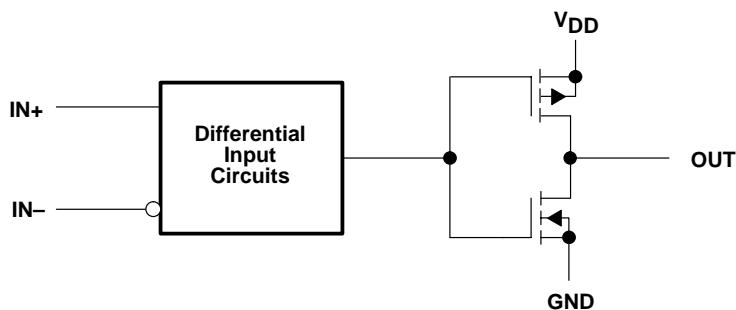 VDD
IN+
Differential
Input
Circuits
OUT
IN–
GND